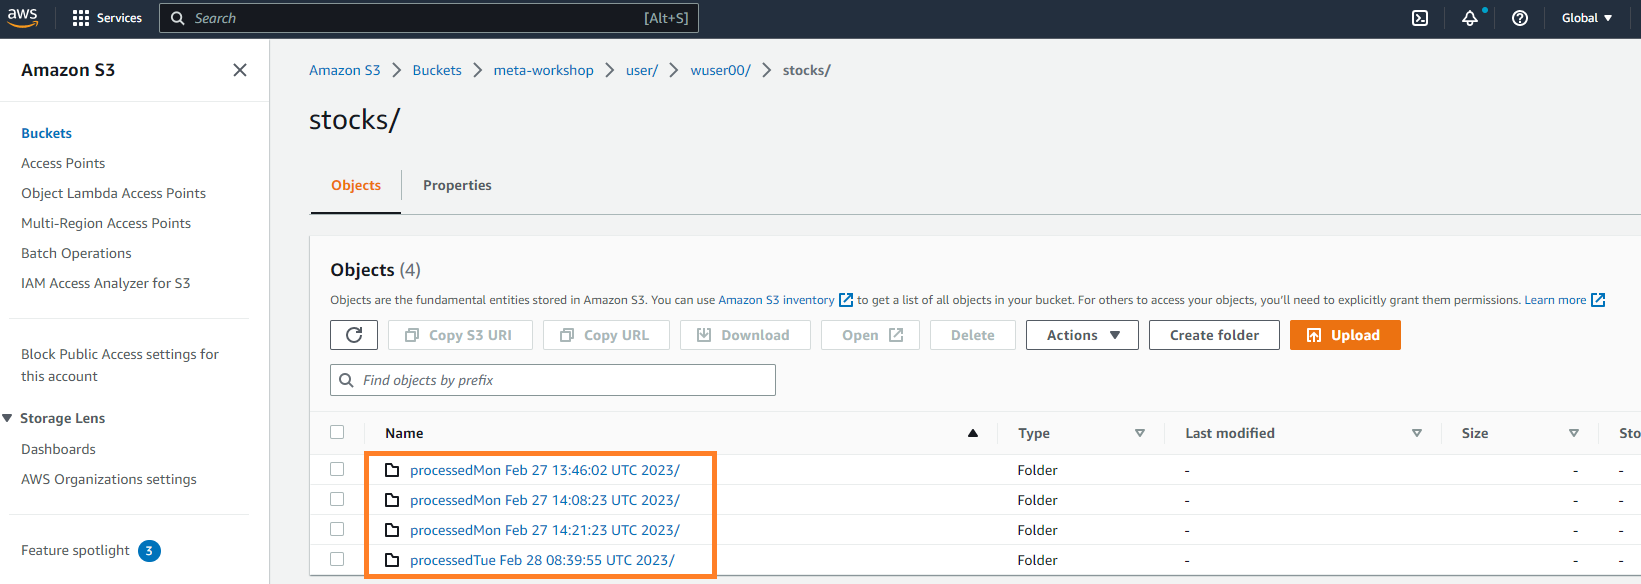 aws Services Search [Alt+S] Global
Amazon S3
Buckets
Access Points
Object Lambda Access Points
Multi-Region Access Points
Batch Operations
IAM Access Analyzer for S3
Block Public Access settings for
this account
Storage Lens
Dashboards
AWS Organizations settings
Feature spotlight 3
Amazon S3 Buckets meta-workshop user/ wuser00/ stocks/
stocks/
Objects Properties
Objects (4)
Objects are the fundamental entities stored in Amazon S3. You can use Amazon S3 inventory to get a list of all objects in your bucket. For others to access your objects, you'll need to explicitly grant them permissions. Learn more
Copy S3 URI Copy URL Download Open Delete Actions Create folder Upload
Find objects by prefix
Name Type Last modified Size Sto
processedMon Feb 27 13:46:02 UTC 2023/ Folder - - -
processedMon Feb 27 14:08:23 UTC 2023/ Folder - - -
processedMon Feb 27 14:21:23 UTC 2023/ Folder - - -
processedTue Feb 28 08:39:55 UTC 2023/ Folder - - -